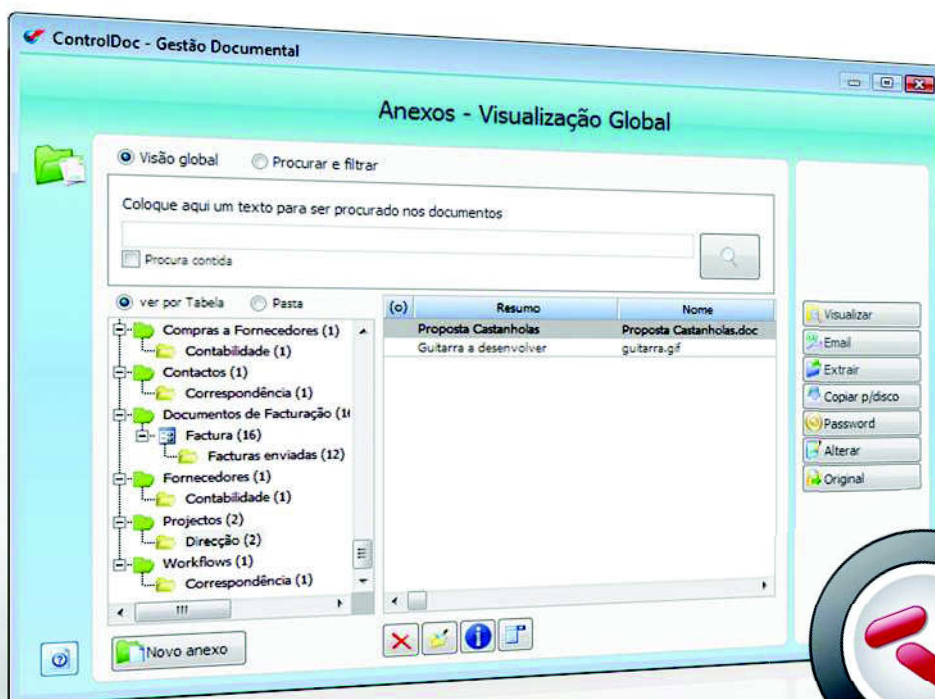 ControlDoc - Gestão Documental
Anexos - Visualização Global
Visão global
Procurar e filtrar
Coloque aqui um texto para ser procurado nos documentos
Procura contida
ver por Tabela
Pasta
Compras a Fornecedores (1)
Contabilidade (1)
Contactos (1)
Correspondência (1)
Documentos de Facturação (16
Factura (16)
Facturas enviadas (12)
Fornecedores (1)
Contabilidade (1)
Projectos (2)
Direcção (2)
Workflows (1)
Correspondência (1)
(o) Resumo Nome
Proposta Castanholas Proposta Castanholas.doc
Guitarra a desenvolver guitarra.gif
Visualizar
Email
Extrair
Copiar p/disco
Password
Alterar
Original
Novo anexo